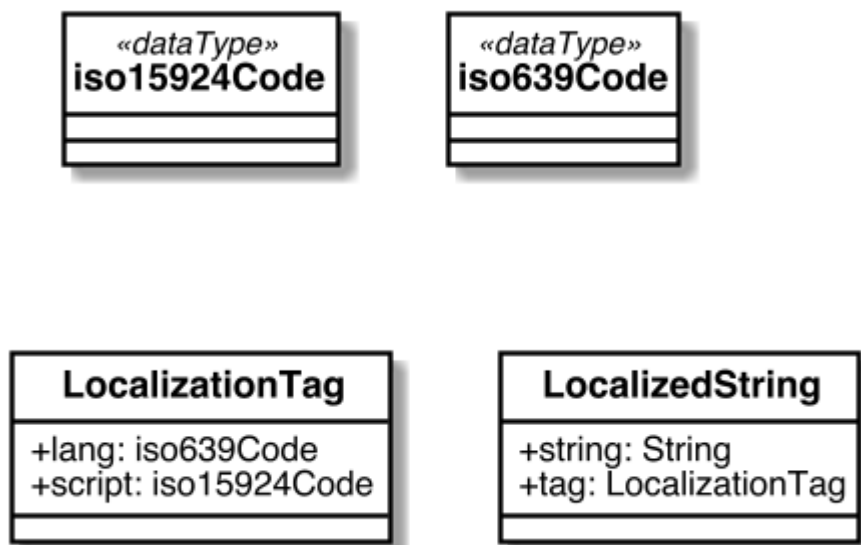 «dataType»
iso15924Code
«dataType»
iso639Code
LocalizationTag
+lang: iso639Code
+script: iso15924Code
LocalizedString
+string: String
+tag: LocalizationTag